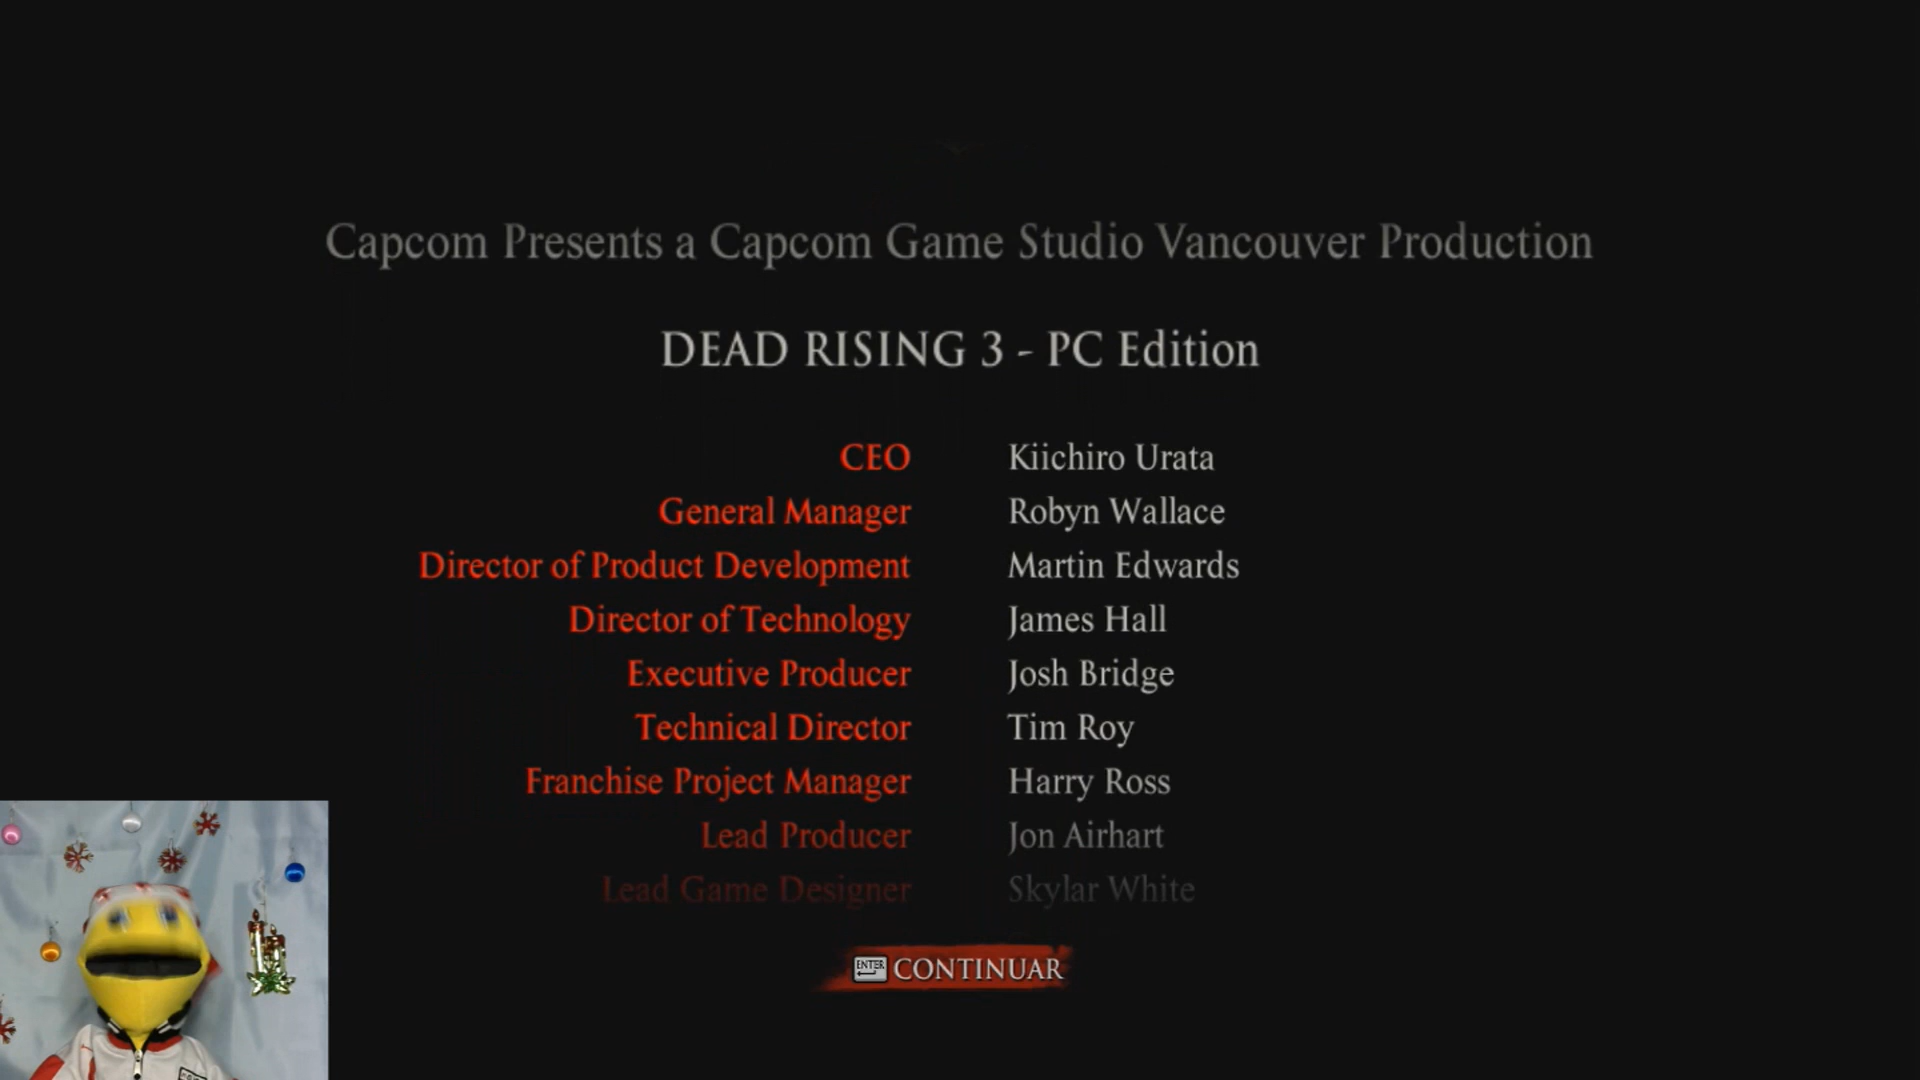 Capcom Presents a Capcom Game Studio Vancouver Production
DEAD RISING 3 - PC Edition
CEO Kiichiro Urata
General Manager Robyn Wallace
Director of Product Development Martin Edwards
Director of Technology James Hall
Executive Producer Josh Bridge
Technical Director Tim Roy
Franchise Project Manager Harry Ross
Lead Producer Jon Airhart
Lead Game Designer Skylar White
ENTER CONTINUAR